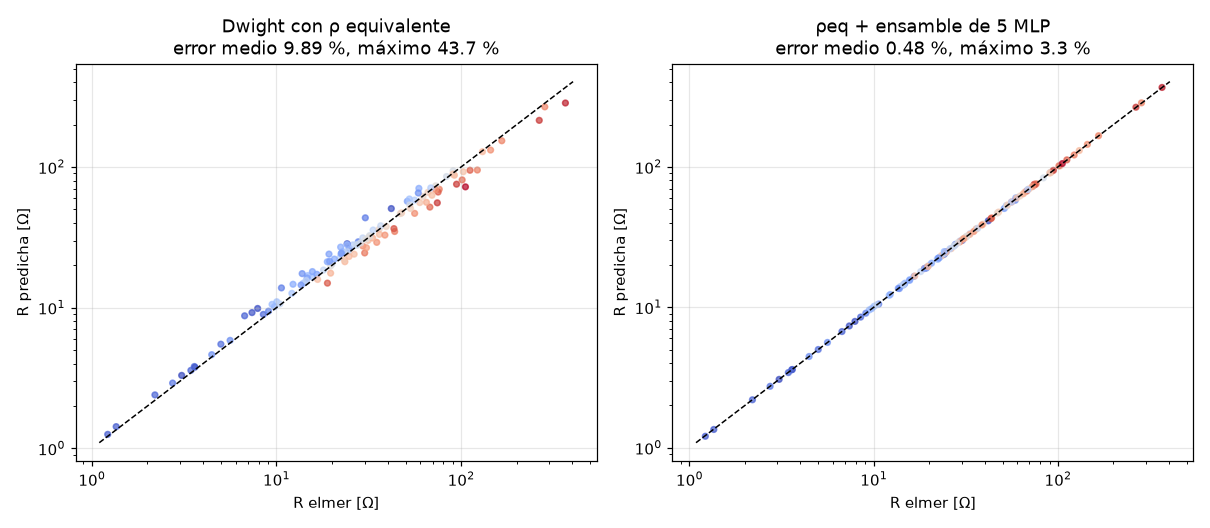 Dwight con ρ equivalente
error medio 9.89 %, máximo 43.7 %
R predicha [Ω]
10²
10¹
10⁰
10⁰
10¹
10²
R elmer [Ω]
ρeq + ensamble de 5 MLP
error medio 0.48 %, máximo 3.3 %
R predicha [Ω]
10²
10¹
10⁰
10⁰
10¹
10²
R elmer [Ω]